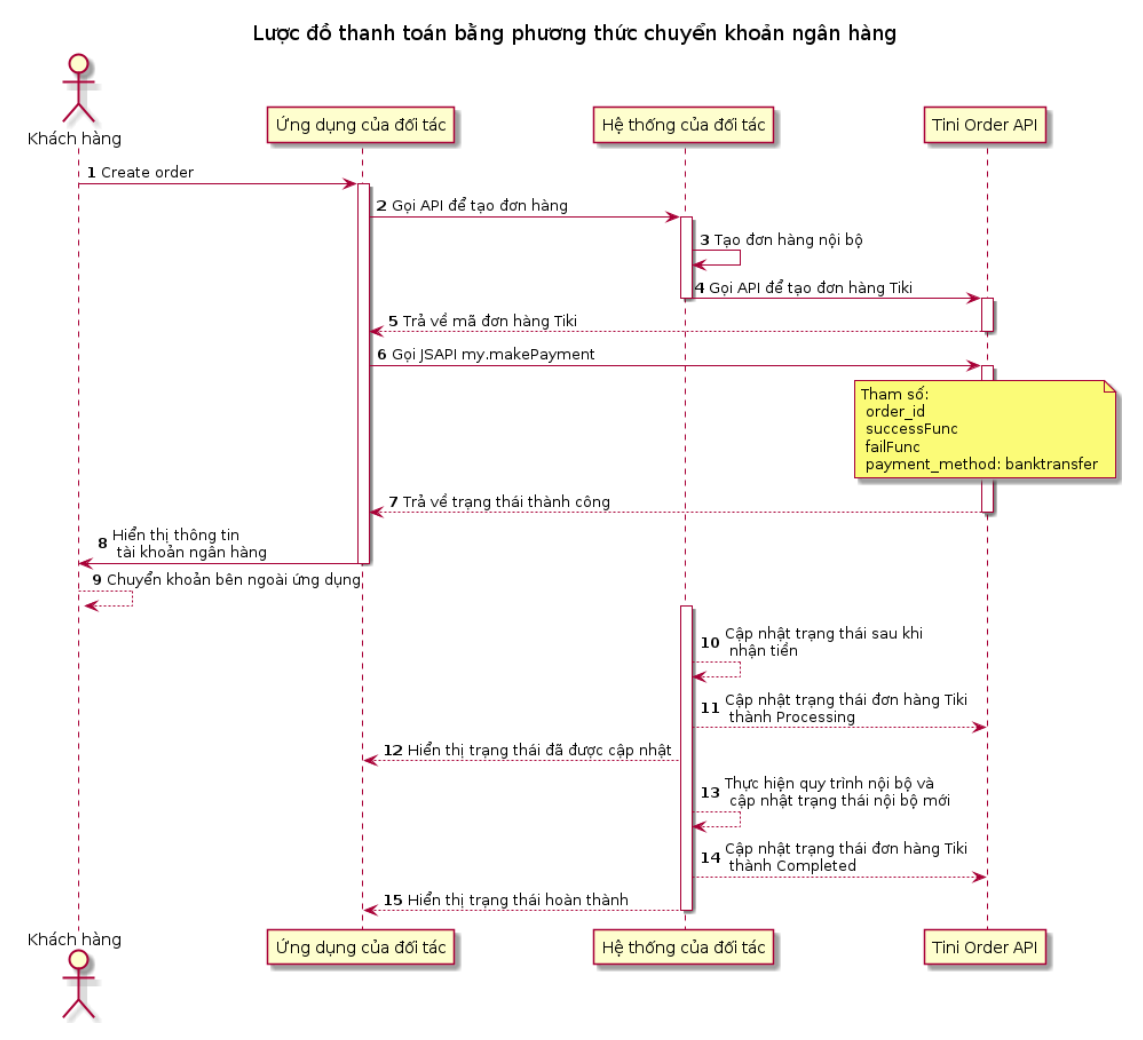 Lược đồ thanh toán bằng phương thức chuyển khoản ngân hàng
Khách hàng
Ứng dụng của đối tác
Hệ thống của đối tác
Tini Order API
1 Create order
2 Gọi API để tạo đơn hàng
3 Tạo đơn hàng nội bộ
4 Gọi API để tạo đơn hàng Tiki
5 Trả về mã đơn hàng Tiki
6 Gọi JSAPI my.makePayment
Tham số:
order_id
successFunc
failFunc
payment_method: banktransfer
7 Trả về trạng thái thành công
8 Hiển thị thông tin
tài khoản ngân hàng
9 Chuyển khoản bên ngoài ứng dụng
10 Cập nhật trạng thái sau khi
nhận tiền
11 Cập nhật trạng thái đơn hàng Tiki
thành Processing
12 Hiển thị trạng thái đã được cập nhật
13 Thực hiện quy trình nội bộ và
cập nhật trạng thái nội bộ mới
14 Cập nhật trạng thái đơn hàng Tiki
thành Completed
15 Hiển thị trạng thái hoàn thành
Khách hàng
Ứng dụng của đối tác
Hệ thống của đối tác
Tini Order API